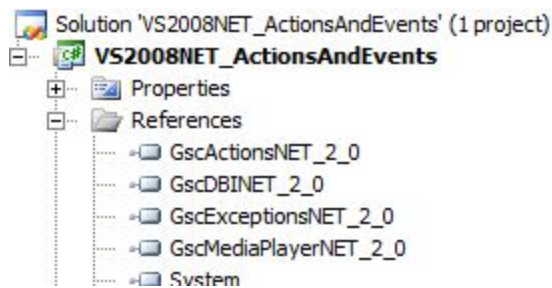 Solution 'VS2008NET_ActionsAndEvents' (1 project)
VS2008NET_ActionsAndEvents
Properties
References
GscActionsNET_2_0
GscDBINET_2_0
GscExceptionsNET_2_0
GscMediaPlayerNET_2_0
System